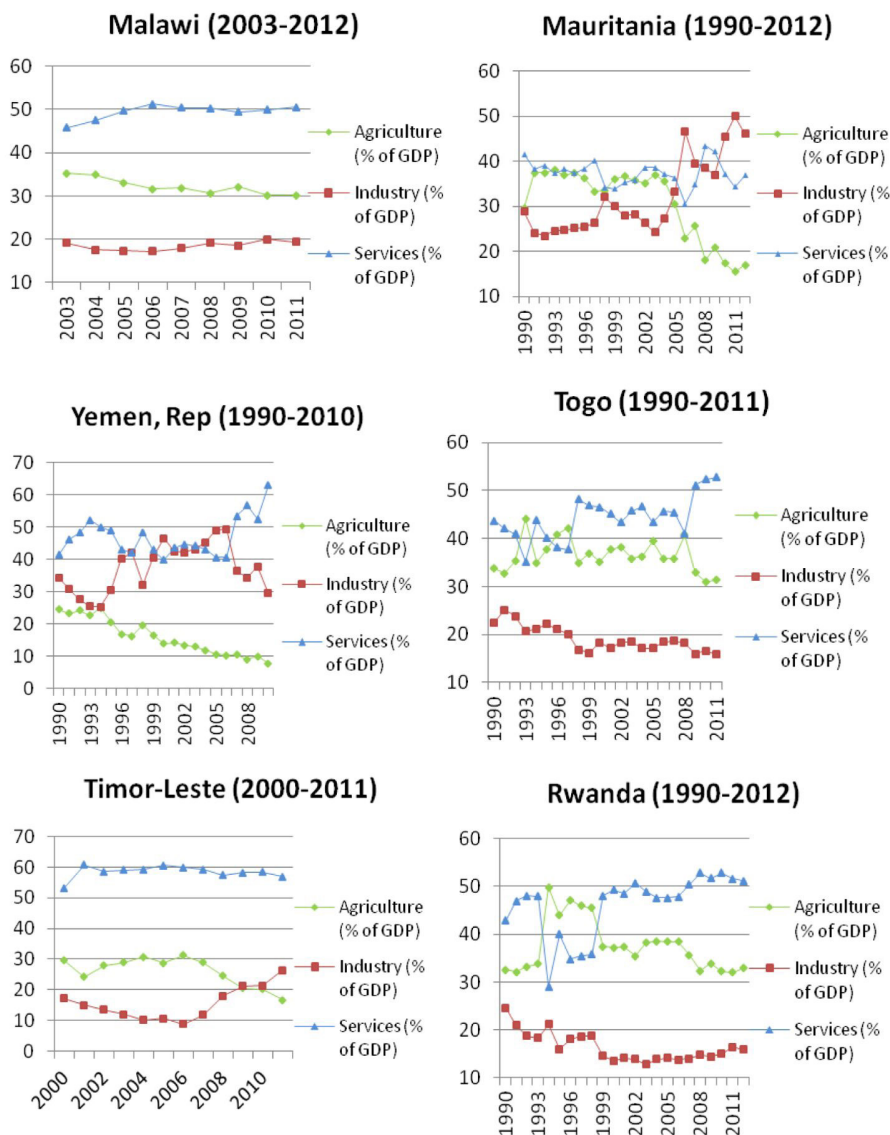 Malawi (2003-2012)
60
50
40
30
20
10
2003
2004
2005
2006
2007
2008
2009
2010
2011
Agriculture
(% of GDP)
Industry (%
of GDP)
Services (%
of GDP)
Mauritania (1990-2012)
60
50
40
30
20
10
1990
1993
1996
1999
2002
2005
2008
2011
Agriculture
(% of GDP)
Industry (%
of GDP)
Services (%
of GDP)
Yemen, Rep (1990-2010)
70
60
50
40
30
20
10
0
1990
1993
1996
1999
2002
2005
2008
Agriculture
(% of GDP)
Industry (%
of GDP)
Services (%
of GDP)
Togo (1990-2011)
60
50
40
30
20
10
1990
1993
1996
1999
2002
2005
2008
2011
Agriculture
(% of GDP)
Industry (%
of GDP)
Services (%
of GDP)
Timor-Leste (2000-2011)
70
60
50
40
30
20
10
0
2000
2002
2004
2006
2008
2010
Agriculture
(% of GDP)
Industry (%
of GDP)
Services (%
of GDP)
Rwanda (1990-2012)
60
50
40
30
20
10
1990
1993
1996
1999
2002
2005
2008
2011
Agriculture
(% of GDP)
Industry (%
of GDP)
Services (%
of GDP)